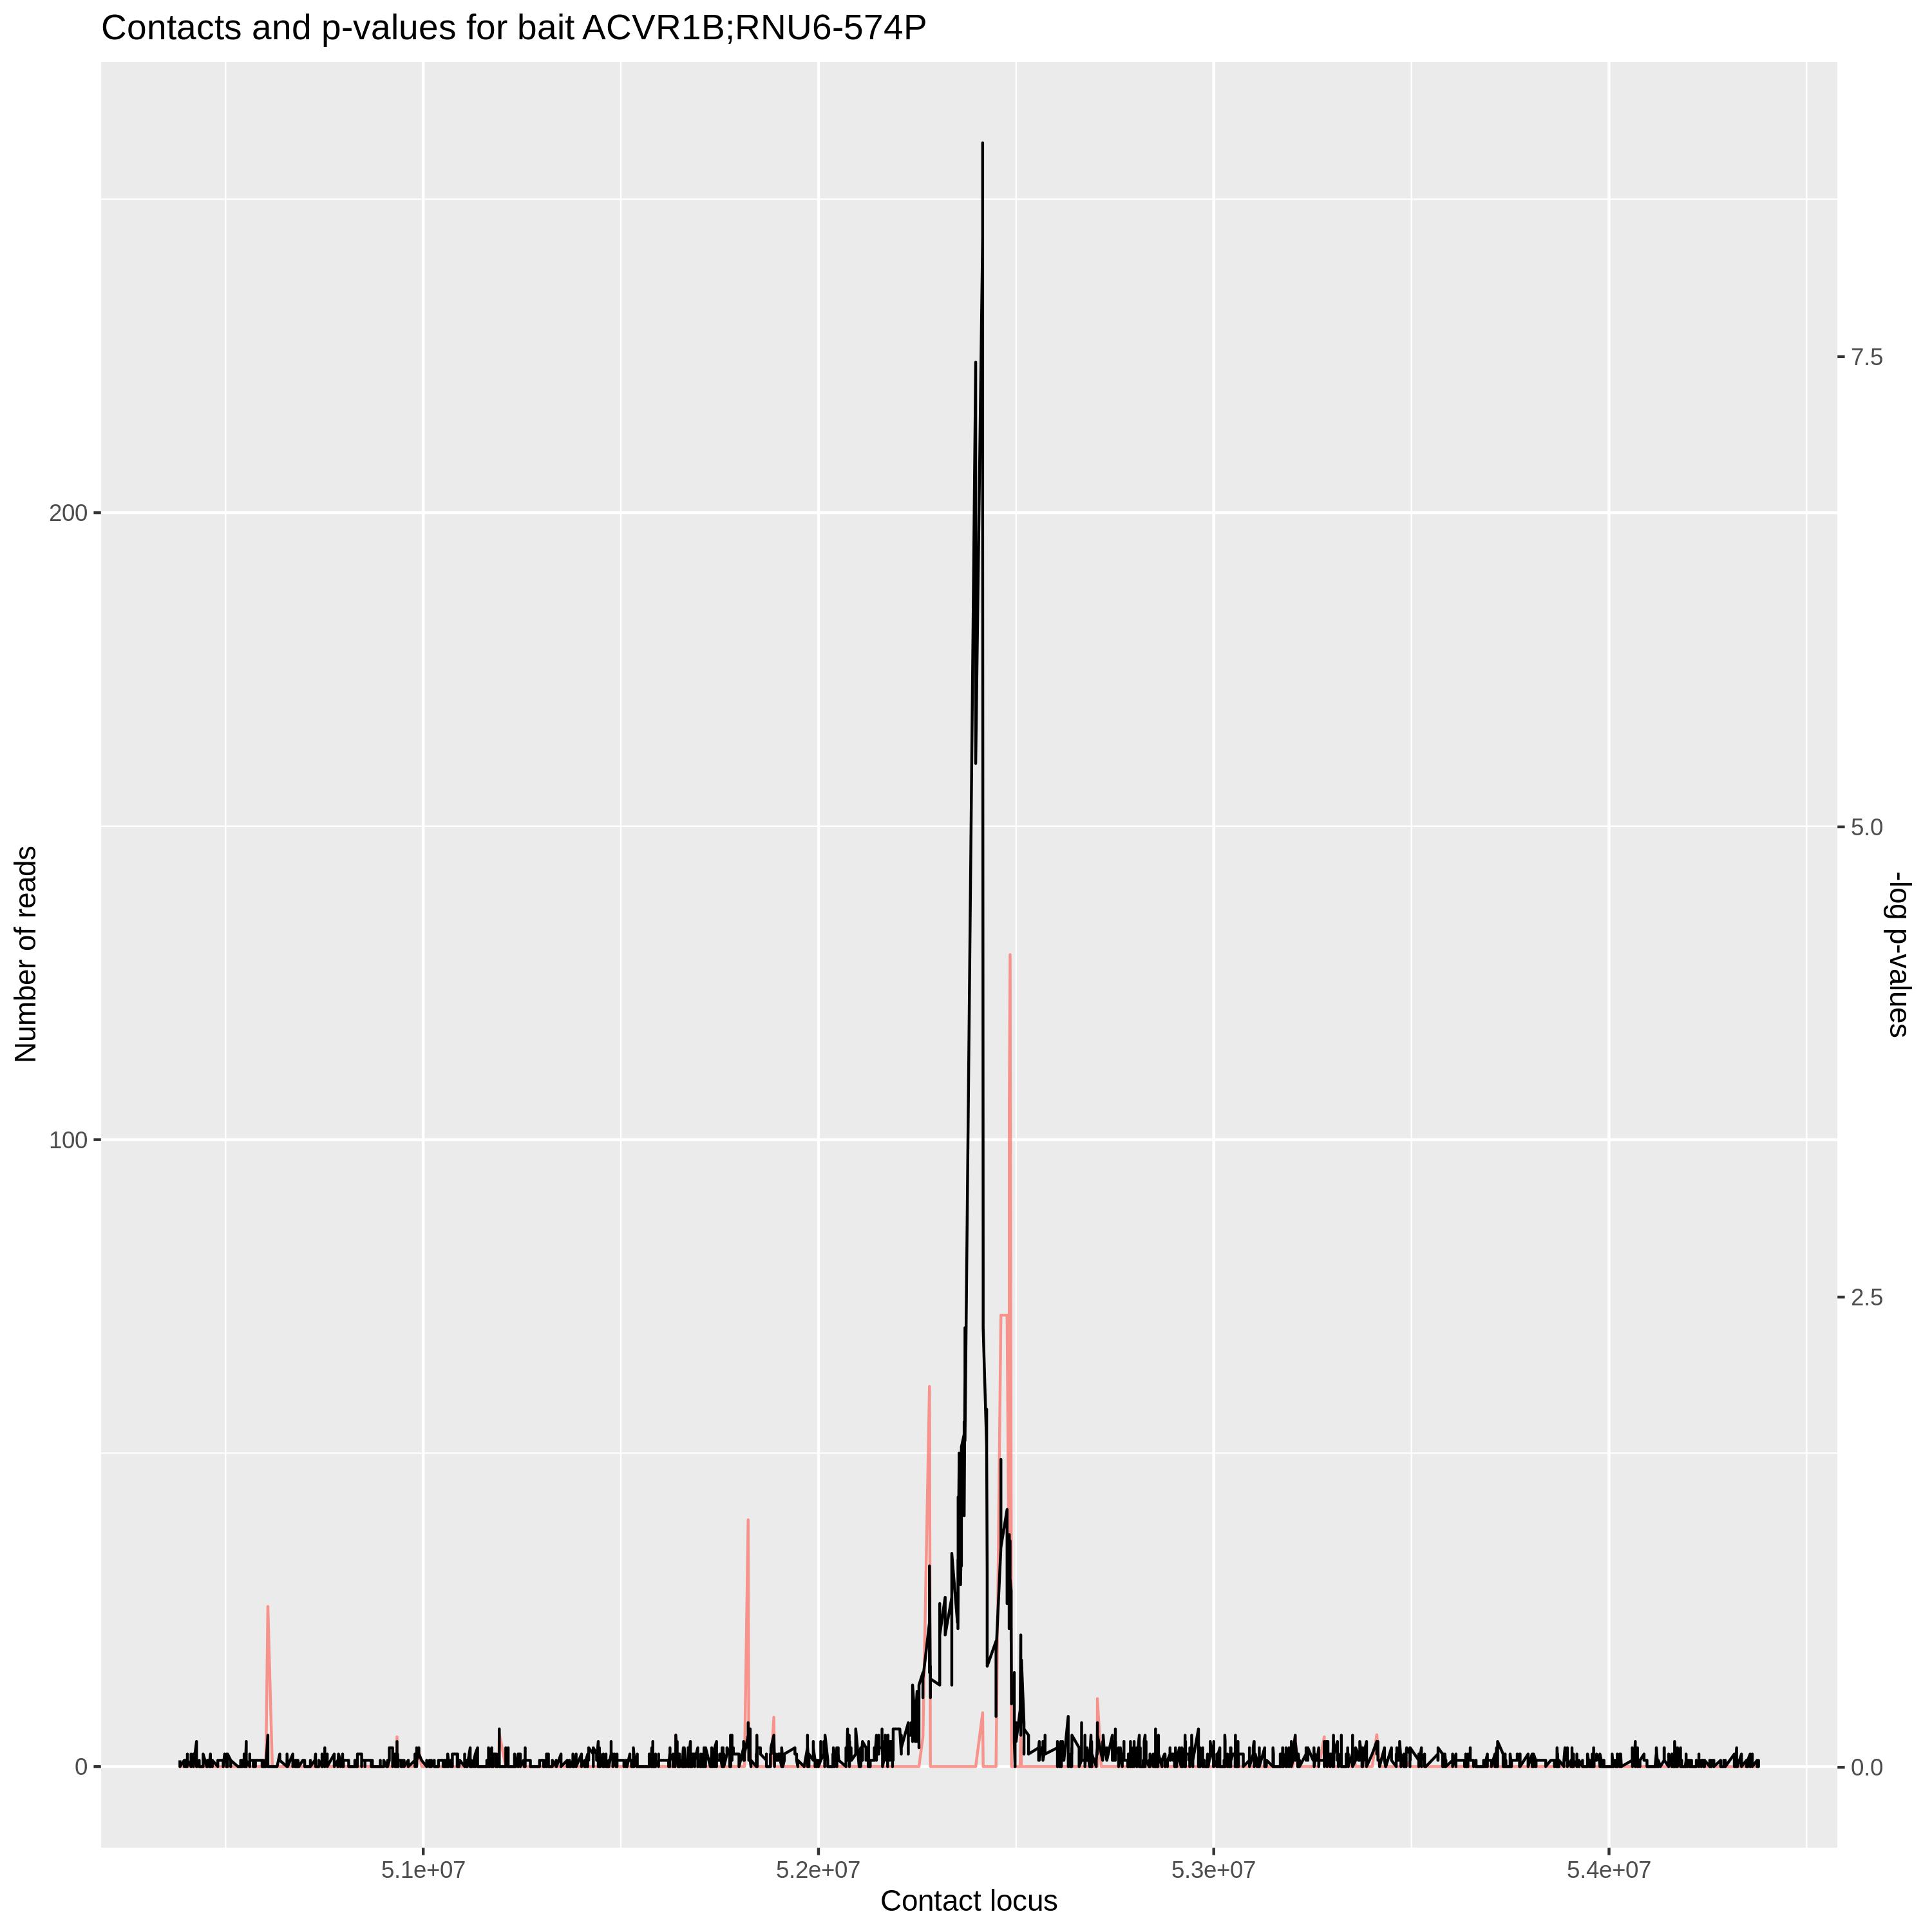 Contacts and p-values for bait ACVR1B;RNU6-574P
Number of reads
200
100
0
7.5
5.0
2.5
0.0
-log p-values
5.1e+07
5.2e+07
5.3e+07
5.4e+07
Contact locus